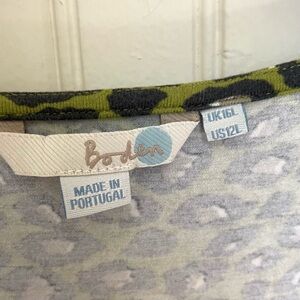 Boden
MADE IN
PORTUGAL
UK16L
US12L